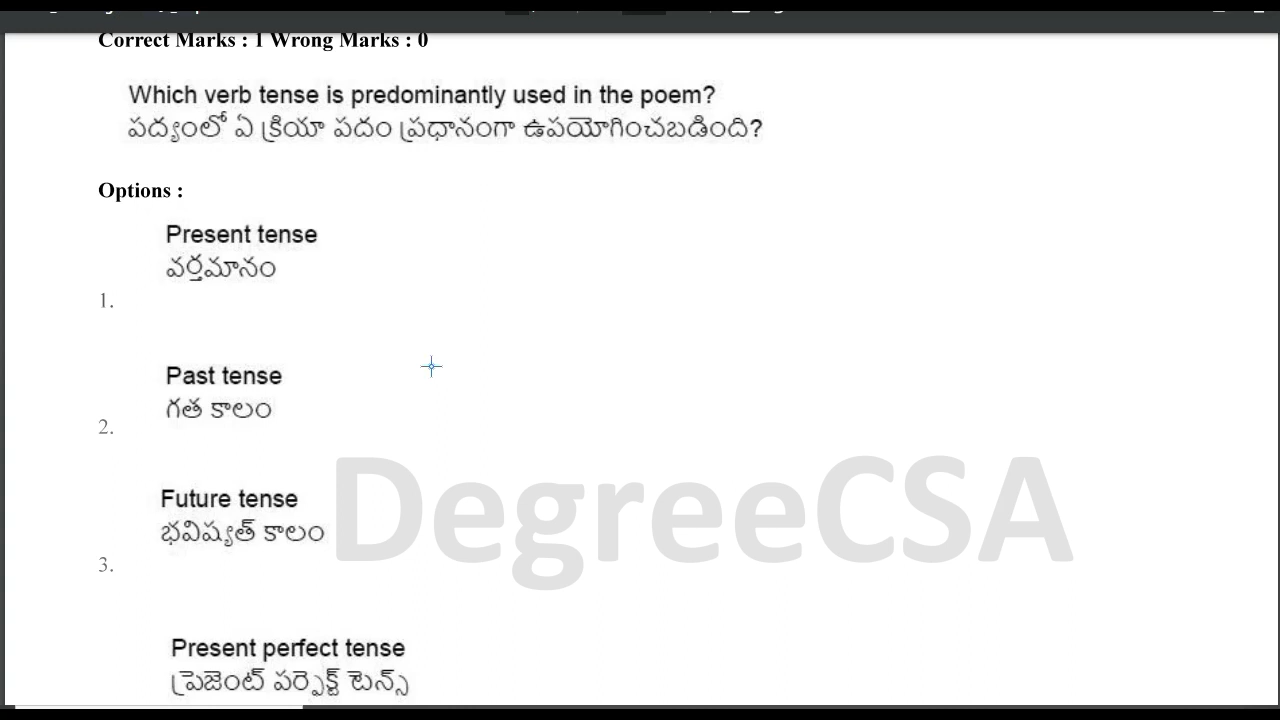 Correct Marks : 1 Wrong Marks : 0
Which verb tense is predominantly used in the poem?
పద్యంలో ఏ క్రియా పదం ప్రధానంగా ఉపయోగించబడింది?
Options :
Present tense
వర్తమానం
1.
Past tense
గత కాలం
2.
Future tense
భవిష్యత్ కాలం
3.
DegreeCSA
Present perfect tense
ప్రెజెంట్ పర్ఫెక్ట్ టెన్స్